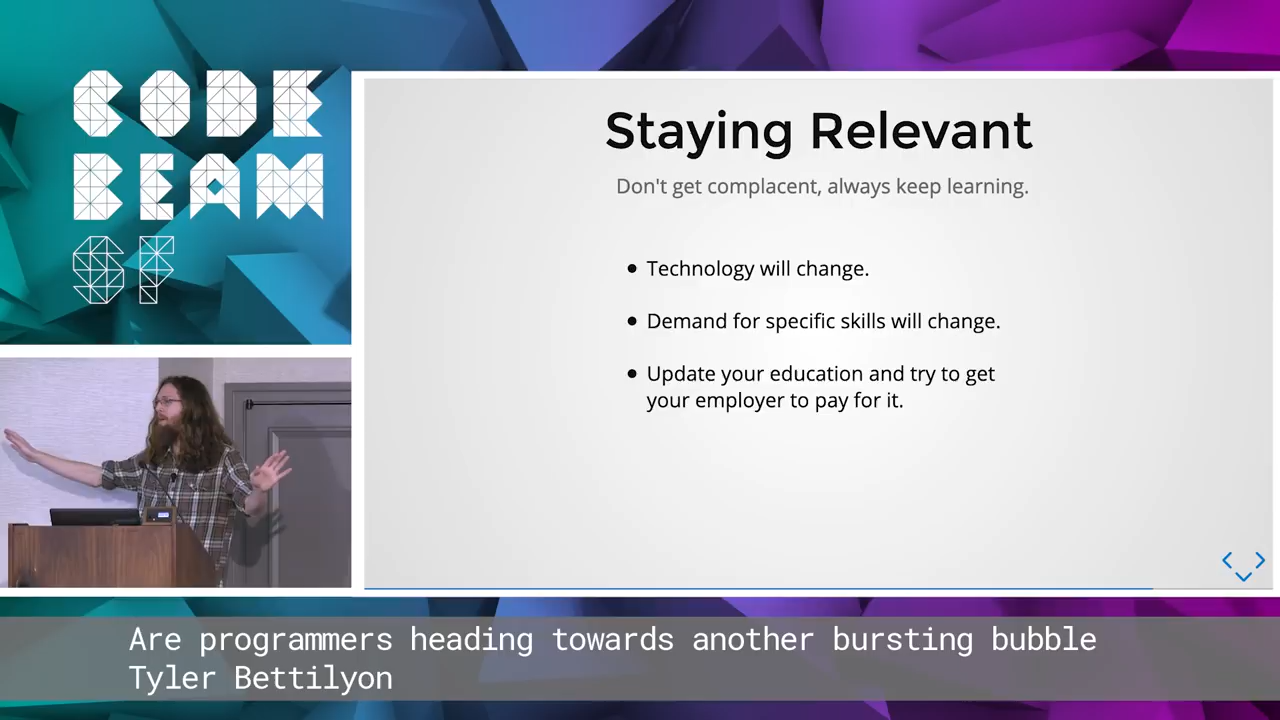 CODE
BEAM
SF
Staying Relevant
Don't get complacent, always keep learning.
Technology will change.
Demand for specific skills will change.
Update your education and try to get
your employer to pay for it.
Are programmers heading towards another bursting bubble
Tyler Bettilyon